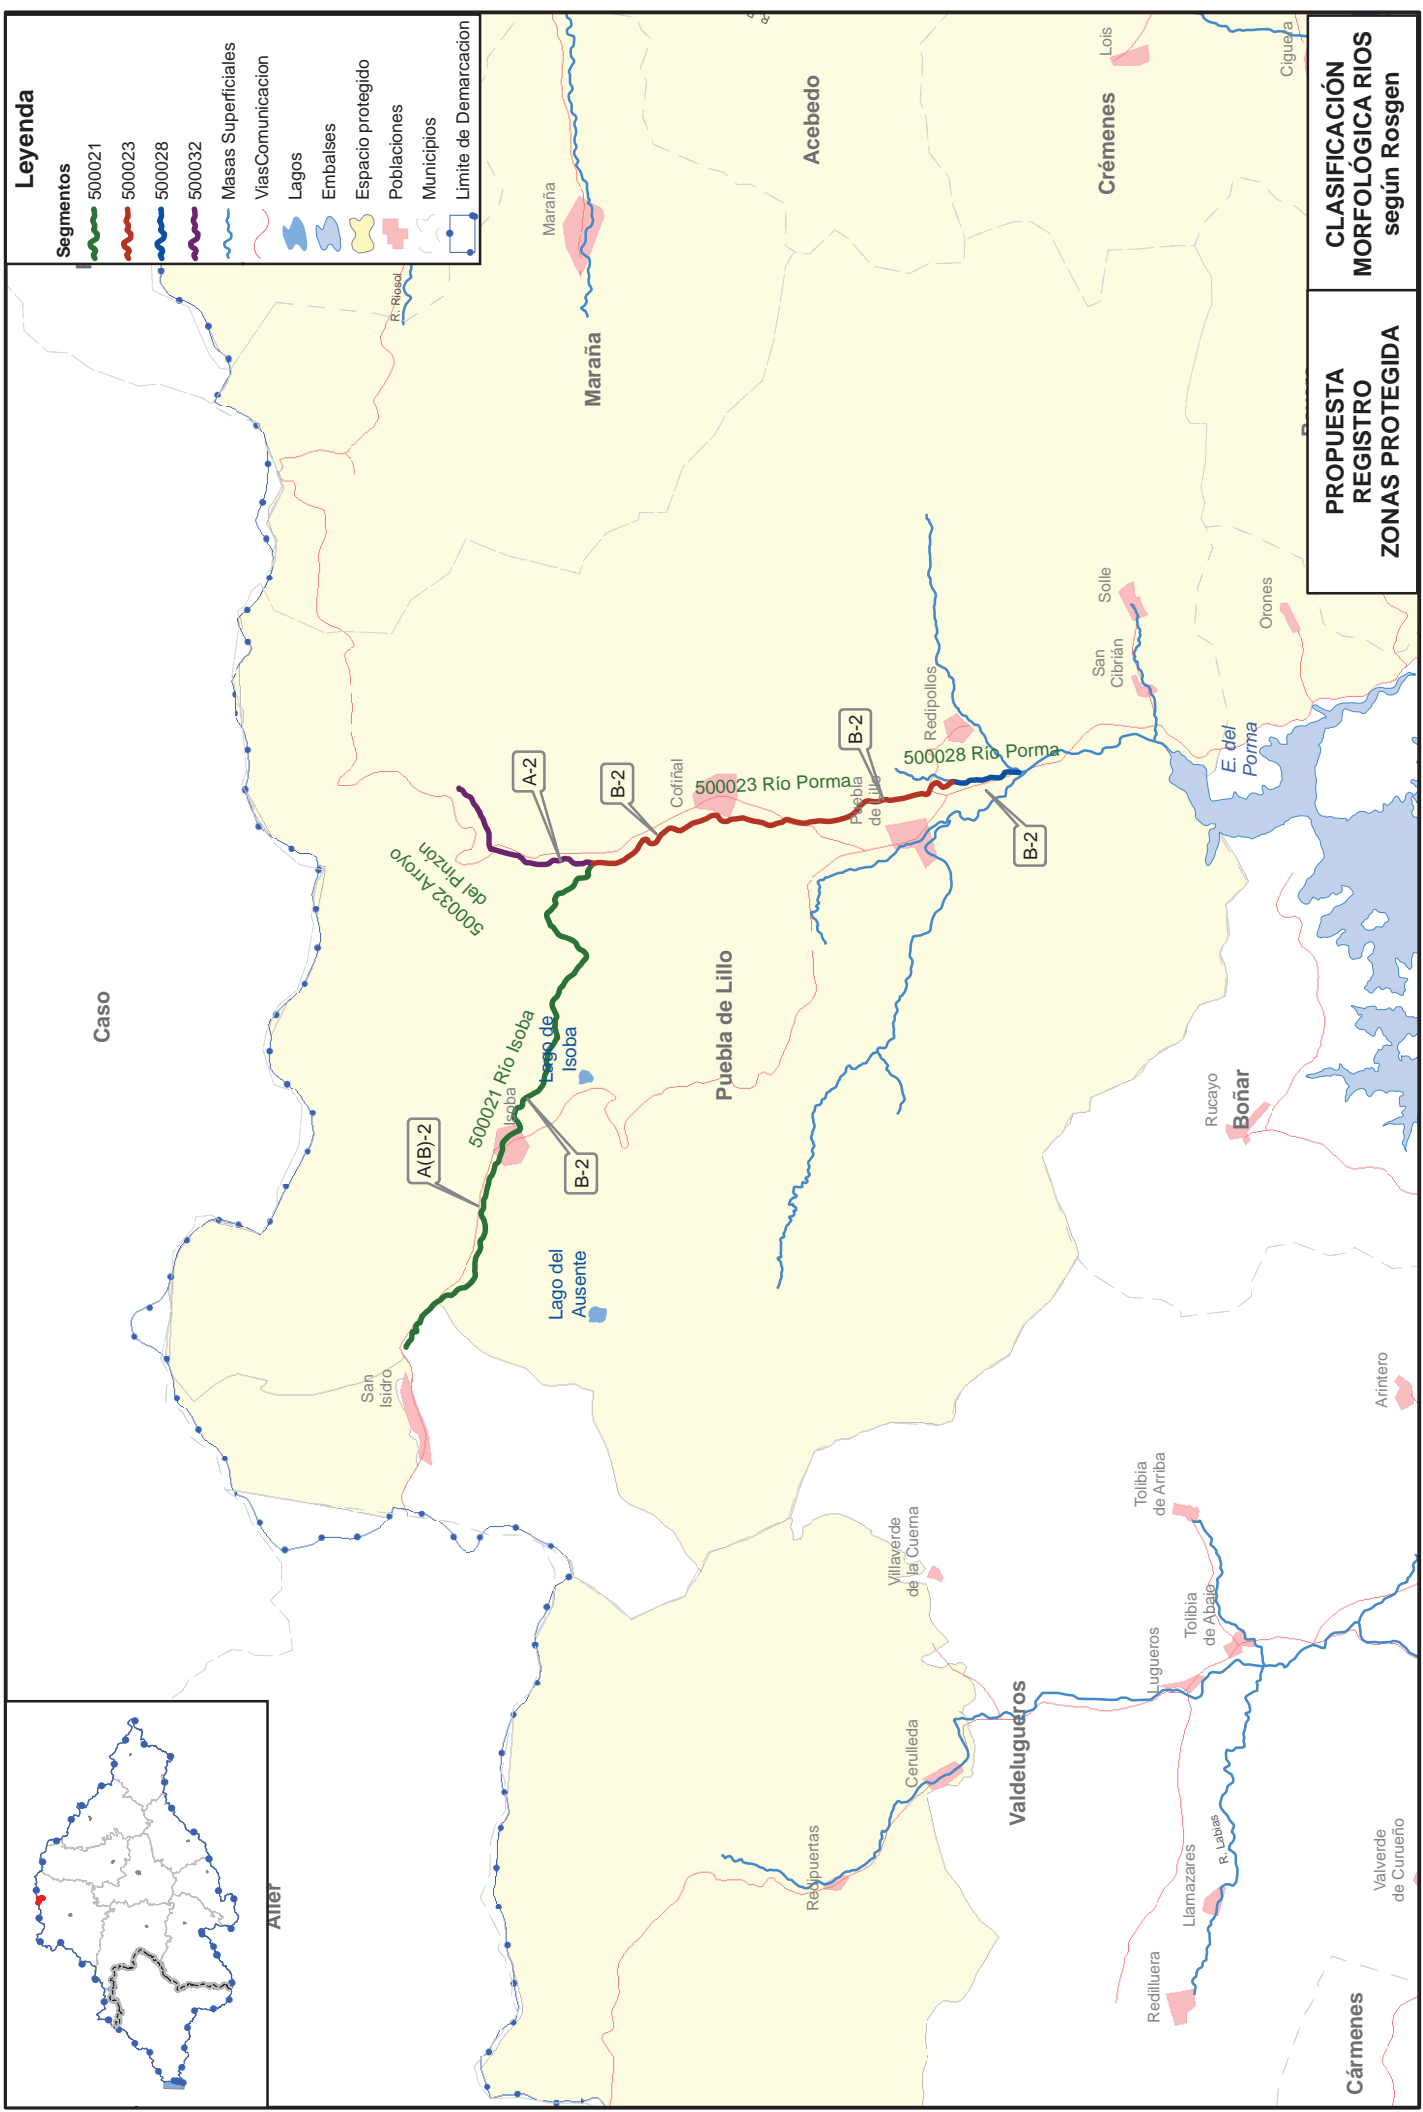 Leyenda
Segmentos
500021
500023
500028
500032
Masas Superficiales
ViasComunicacion
Lagos
Embalses
Espacio protegido
Poblaciones
Municipios
Limite de Demarcacion
CLASIFICACIÓN
MORFOLÓGICA RIOS
según Rosgen
PROPUESTA
REGISTRO
ZONAS PROTEGIDA
Aller
Caso
San
Isidro
A(B)-2
500021 Río Isoba
Isoba
B-2
Lago del
Ausente
Lago de
Isoba
500032 Arroyo
del Pinzón
A-2
B-2
Cofiñal
500023 Río Porma
B-2
Puebla
de Lillo
500028 Río Porma
B-2
Redipollos
Puebla de Lillo
R. Riosol
Maraña
Maraña
Acebedo
Lois
Crémenes
Ciguera
Solle
San
Cibrián
Orones
E. del
Porma
Rucayo
Boñar
Arintero
Tolibia
de Arriba
Tolibia
de Abajo
Villaverde
de la Cuerna
Lugueros
Cerulleda
Valdelugueros
Redipuertas
R. Labias
Llamazares
Redilluera
Valverde
de Curueño
Cármenes